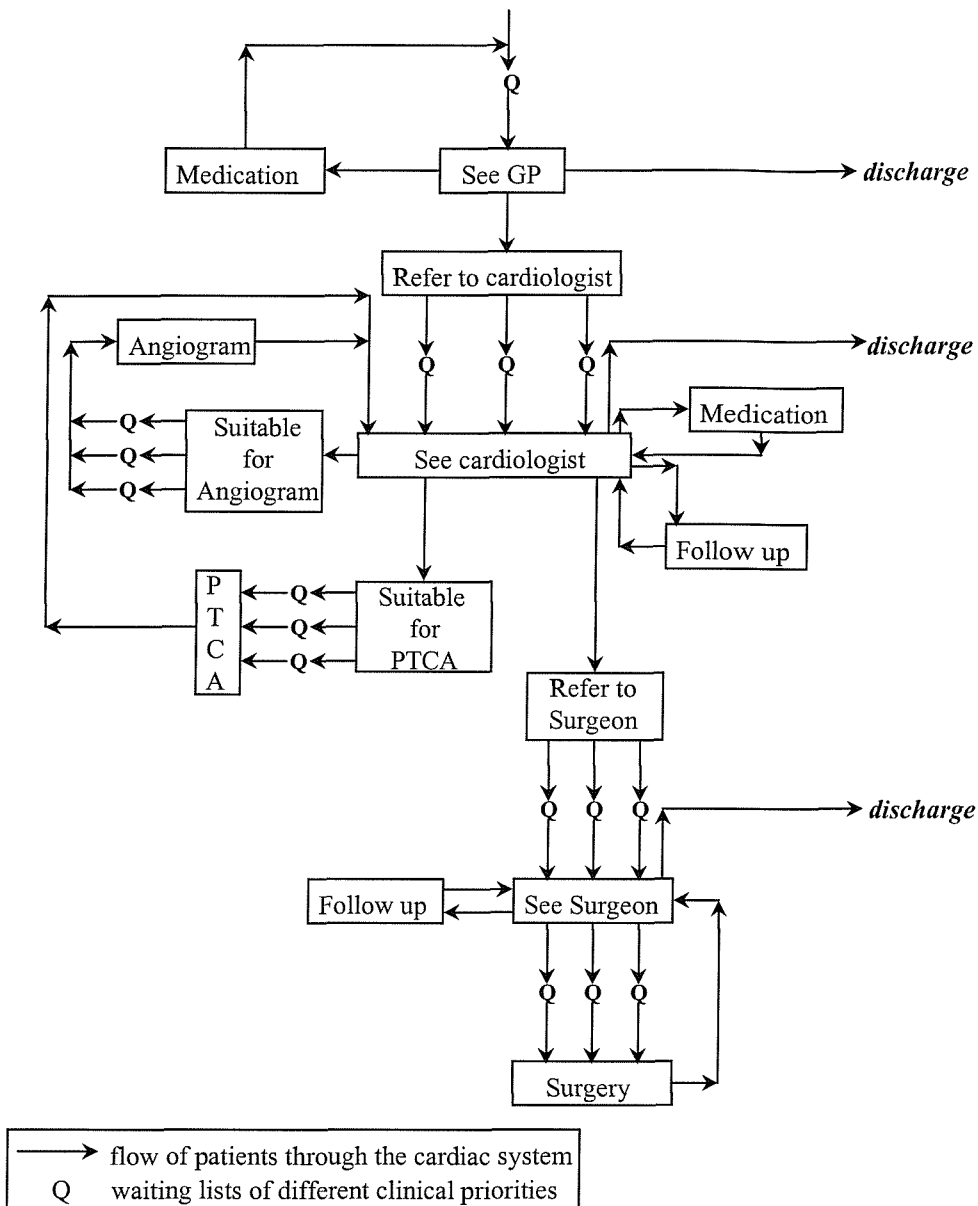 Q
Medication
See GP
discharge
Refer to cardiologist
Angiogram
Q Q Q
discharge
Medication
Q
Q
Q
Suitable
for
Angiogram
See cardiologist
Follow up
P
T
C
A
Q
Q
Q
Suitable
for
PTCA
Refer to
Surgeon
Q Q Q
discharge
Follow up
See Surgeon
Q Q Q
Surgery
flow of patients through the cardiac system
Q waiting lists of different clinical priorities